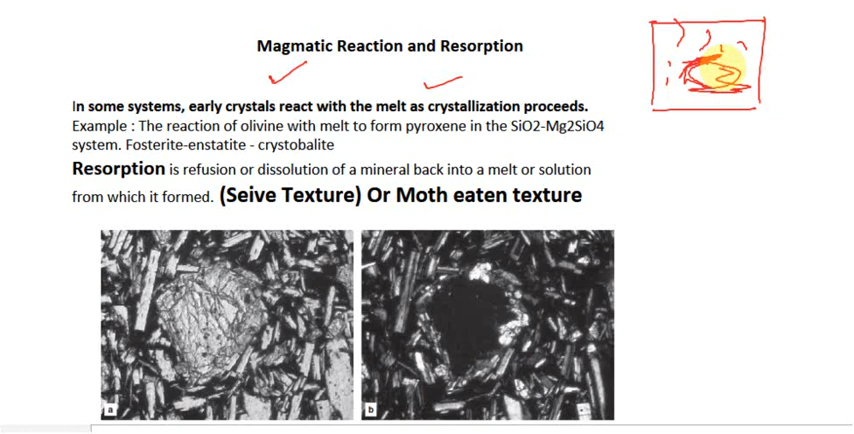 Magmatic Reaction and Resorption
In some systems, early crystals react with the melt as crystallization proceeds.
Example : The reaction of olivine with melt to form pyroxene in the SiO2-Mg2SiO4
system. Fosterite-enstatite - crystobalite
Resorption is refusion or dissolution of a mineral back into a melt or solution
from which it formed. (Seive Texture) Or Moth eaten texture
a
b